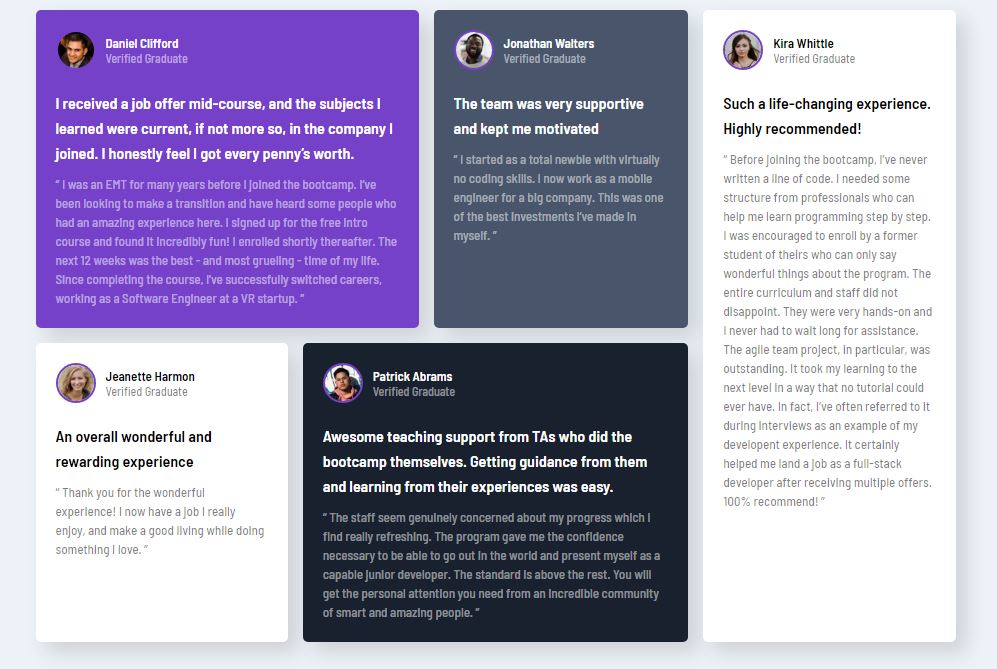 Daniel Clifford
Verified Graduate
I received a job offer mid-course, and the subjects I
learned were current, if not more so, in the company I
joined. I honestly feel I got every penny’s worth.
“ I was an EMT for many years before I joined the bootcamp. I’ve
been looking to make a transition and have heard some people who
had an amazing experience here. I signed up for the free intro
course and found it incredibly fun! I enrolled shortly thereafter. The
next 12 weeks was the best - and most grueling - time of my life.
Since completing the course, I’ve successfully switched careers,
working as a Software Engineer at a VR startup. ”
Jonathan Walters
Verified Graduate
The team was very supportive
and kept me motivated
“ I started as a total newbie with virtually
no coding skills. I now work as a mobile
engineer for a big company. This was one
of the best investments I’ve made in
myself. ”
Kira Whittle
Verified Graduate
Such a life-changing experience.
Highly recommended!
“ Before joining the bootcamp, I’ve never
written a line of code. I needed some
structure from professionals who can
help me learn programming step by step.
I was encouraged to enroll by a former
student of theirs who can only say
wonderful things about the program. The
entire curriculum and staff did not
disappoint. They were very hands-on and
I never had to wait long for assistance.
The agile team project, in particular, was
outstanding. It took my learning to the
next level in a way that no tutorial could
ever have. In fact, I’ve often referred to it
during interviews as an example of my
developent experience. It certainly
helped me land a job as a full-stack
developer after receiving multiple offers.
100% recommend! ”
Jeanette Harmon
Verified Graduate
An overall wonderful and
rewarding experience
“ Thank you for the wonderful
experience! I now have a job I really
enjoy, and make a good living while doing
something I love. ”
Patrick Abrams
Verified Graduate
Awesome teaching support from TAs who did the
bootcamp themselves. Getting guidance from them
and learning from their experiences was easy.
“ The staff seem genuinely concerned about my progress which I
find really refreshing. The program gave me the confidence
necessary to be able to go out in the world and present myself as a
capable junior developer. The standard is above the rest. You will
get the personal attention you need from an incredible community
of smart and amazing people. ”